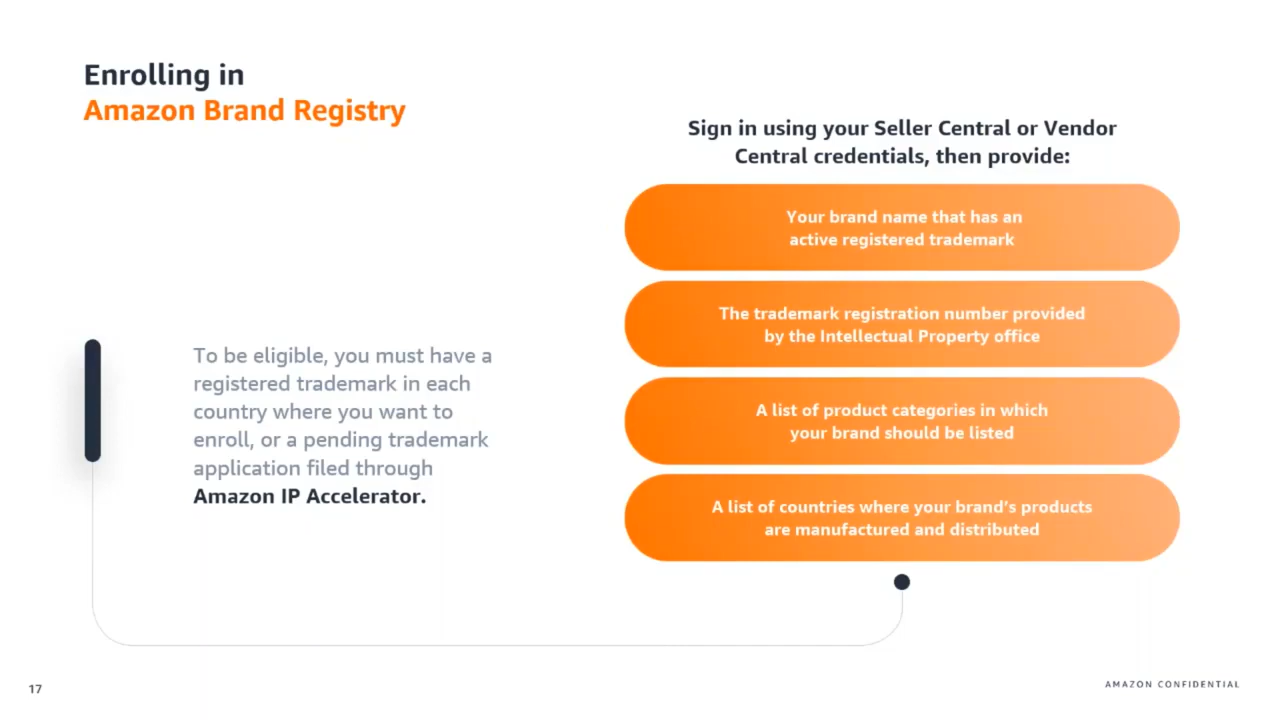 Enrolling in
Amazon Brand Registry
To be eligible, you must have a
registered trademark in each
country where you want to
enroll, or a pending trademark
application filed through
Amazon IP Accelerator.
Sign in using your Seller Central or Vendor
Central credentials, then provide:
Your brand name that has an
active registered trademark
The trademark registration number provided
by the Intellectual Property office
A list of product categories in which
your brand should be listed
A list of countries where your brand’s products
are manufactured and distributed
17
AMAZON CONFIDENTIAL